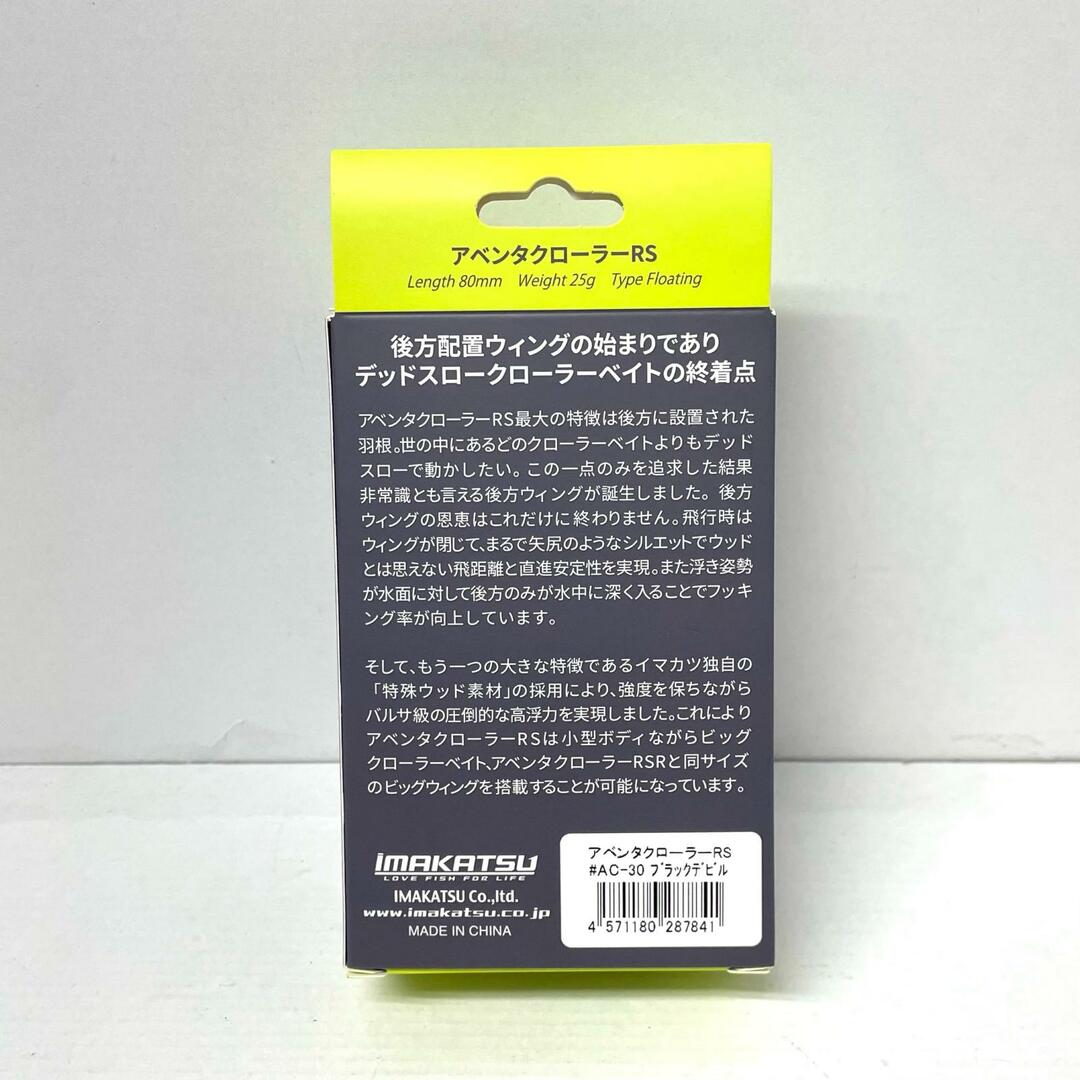 アベンタクローラーRS
Length 80mm Weight 25g Type Floating
後方配置ウィングの始まりであり
デッドスロークローラーベイトの終着点
アベンタクローラーRS最大の特徴は後方に設置された
羽根。世の中にあるどのクローラーベイトよりもデッド
スローで動かしたい。この一点のみを追求した結果
非常識とも言える後方ウィングが誕生しました。後方
ウィングの恩恵はこれだけに終わりません。飛行時は
ウィングが閉じて、まるで矢尻のようなシルエットでウッド
とは思えない飛距離と直進安定性を実現。また浮き姿勢
が水面に対して後方のみが水中に深く入ることでフッキ
ング率が向上しています。
そして、もう一つの大きな特徴であるイマカツ独自の
「特殊ウッド素材」の採用により、強度を保ちながら
バルサ級の圧倒的な高浮力を実現しました。これにより
アベンタクローラーRSは小型ボディながらビッグ
クローラーベイト、アベンタクローラーRSRと同サイズ
のビッグウィングを搭載することが可能になっています。
IMAKATSU
LOVE FISH FOR LIFE
IMAKATSU Co.,ltd.
www.imakatsu.co.jp
MADE IN CHINA
アベンタクローラーRS
#AC-30 ブラックデビル
4 571180 287841